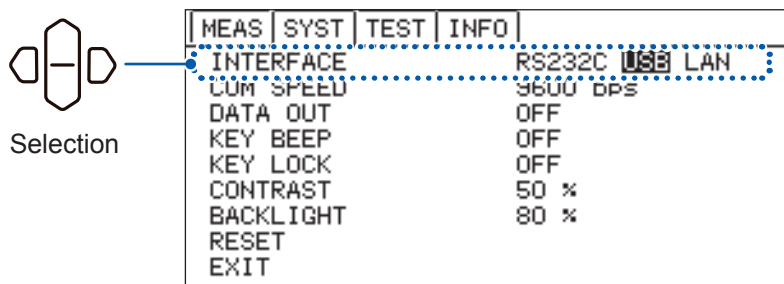 MEAS SYST TEST INFO
INTERFACE RS232C USB LAN
COM SPEED 9600 bps
DATA OUT OFF
KEY BEEP OFF
KEY LOCK OFF
CONTRAST 50 %
BACKLIGHT 80 %
RESET
EXIT
Selection